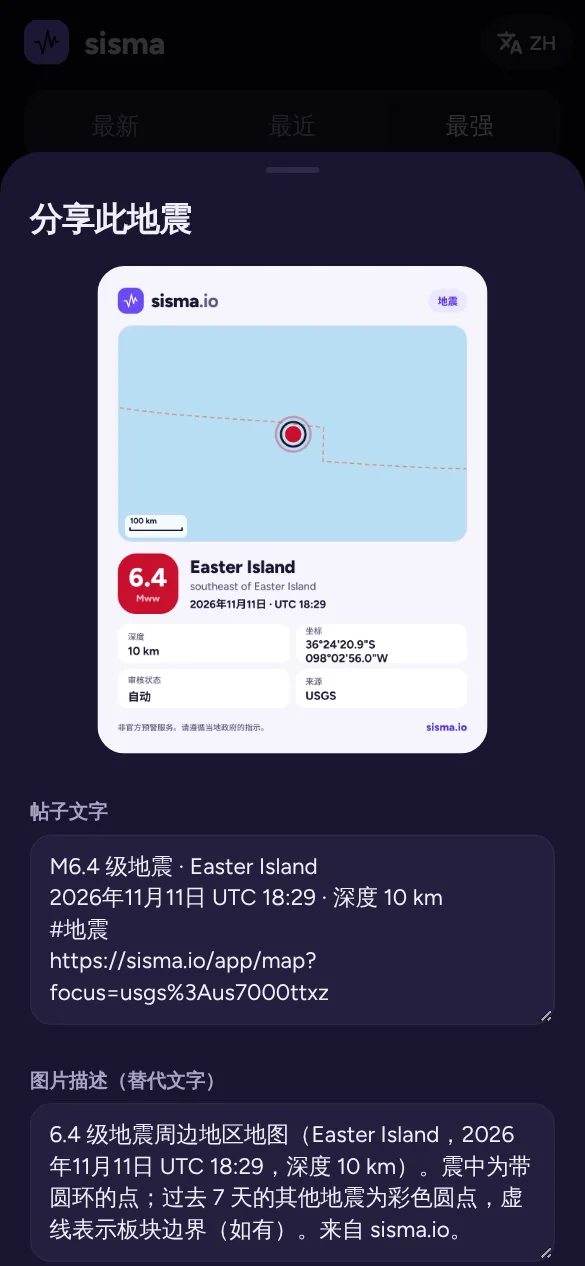 sisma
ZH
最新
最近
最强
分享此地震
sisma.io
地震
100 km
6.4
Mww
Easter Island
southeast of Easter Island
2026年11月11日 · UTC 18:29
深度
10 km
坐标
36°24'20.9"S
098°02'56.0"W
审核状态
自动
来源
USGS
非官方预警服务。请遵循当地政府的指示。
sisma.io
帖子文字
M6.4 级地震 · Easter Island
2026年11月11日 UTC 18:29 · 深度 10 km
#地震
https://sisma.io/app/map?
focus=usgs%3Aus7000ttxz
图片描述（替代文字）
6.4 级地震周边地区地图（Easter Island，2026
年11月11日 UTC 18:29，深度 10 km）。震中为带
圆环的点；过去 7 天的其他地震为彩色圆点，虚
线表示板块边界（如有）。来自 sisma.io。